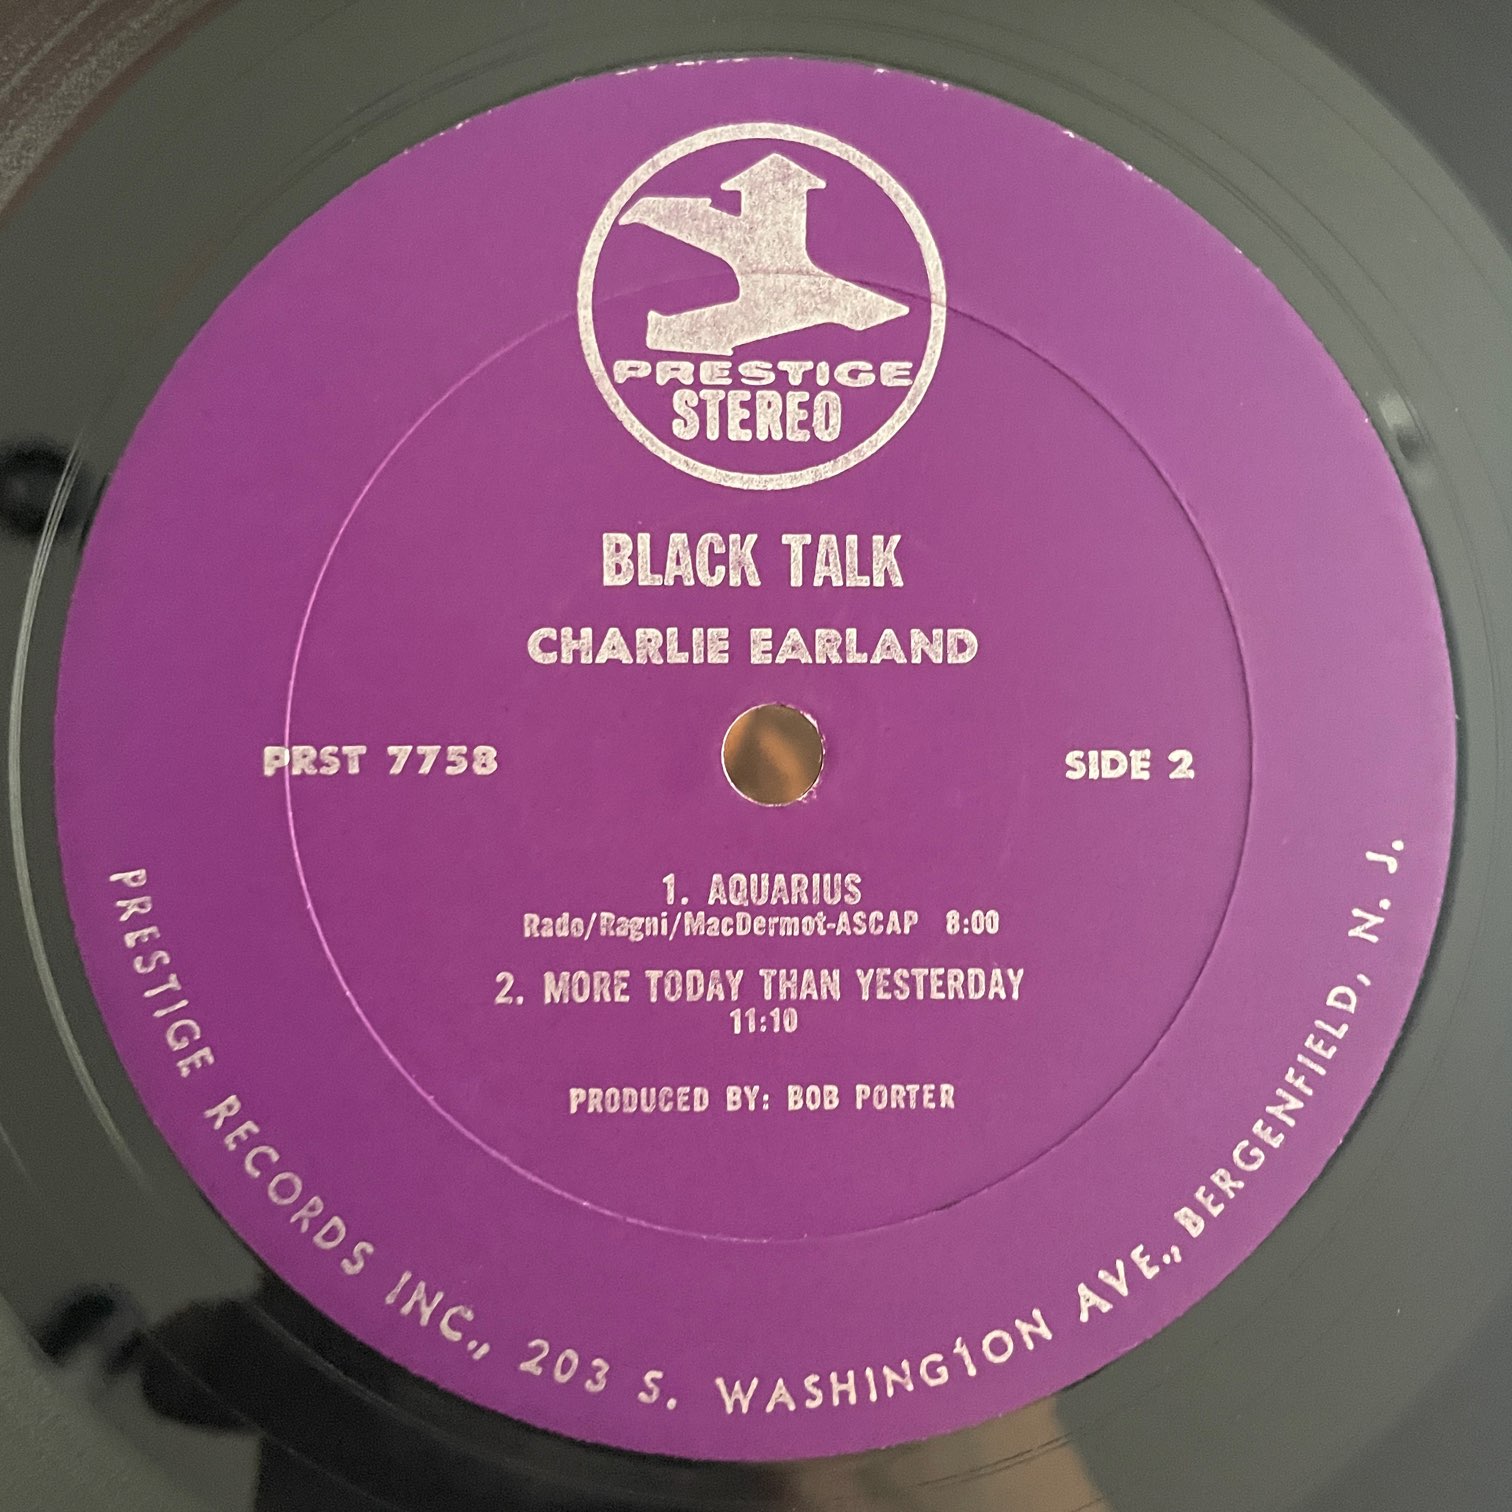 PRESTIGE
STEREO
BLACK TALK
CHARLIE EARLAND
PRST 7758
SIDE 2
1. AQUARIUS
Rado/Ragni/MacDermot-ASCAP 8:00
2. MORE TODAY THAN YESTERDAY
11:10
PRODUCED BY: BOB PORTER
PRESTIGE RECORDS INC., 203 S. WASHINGTON AVE., BERGENFIELD, N. J.